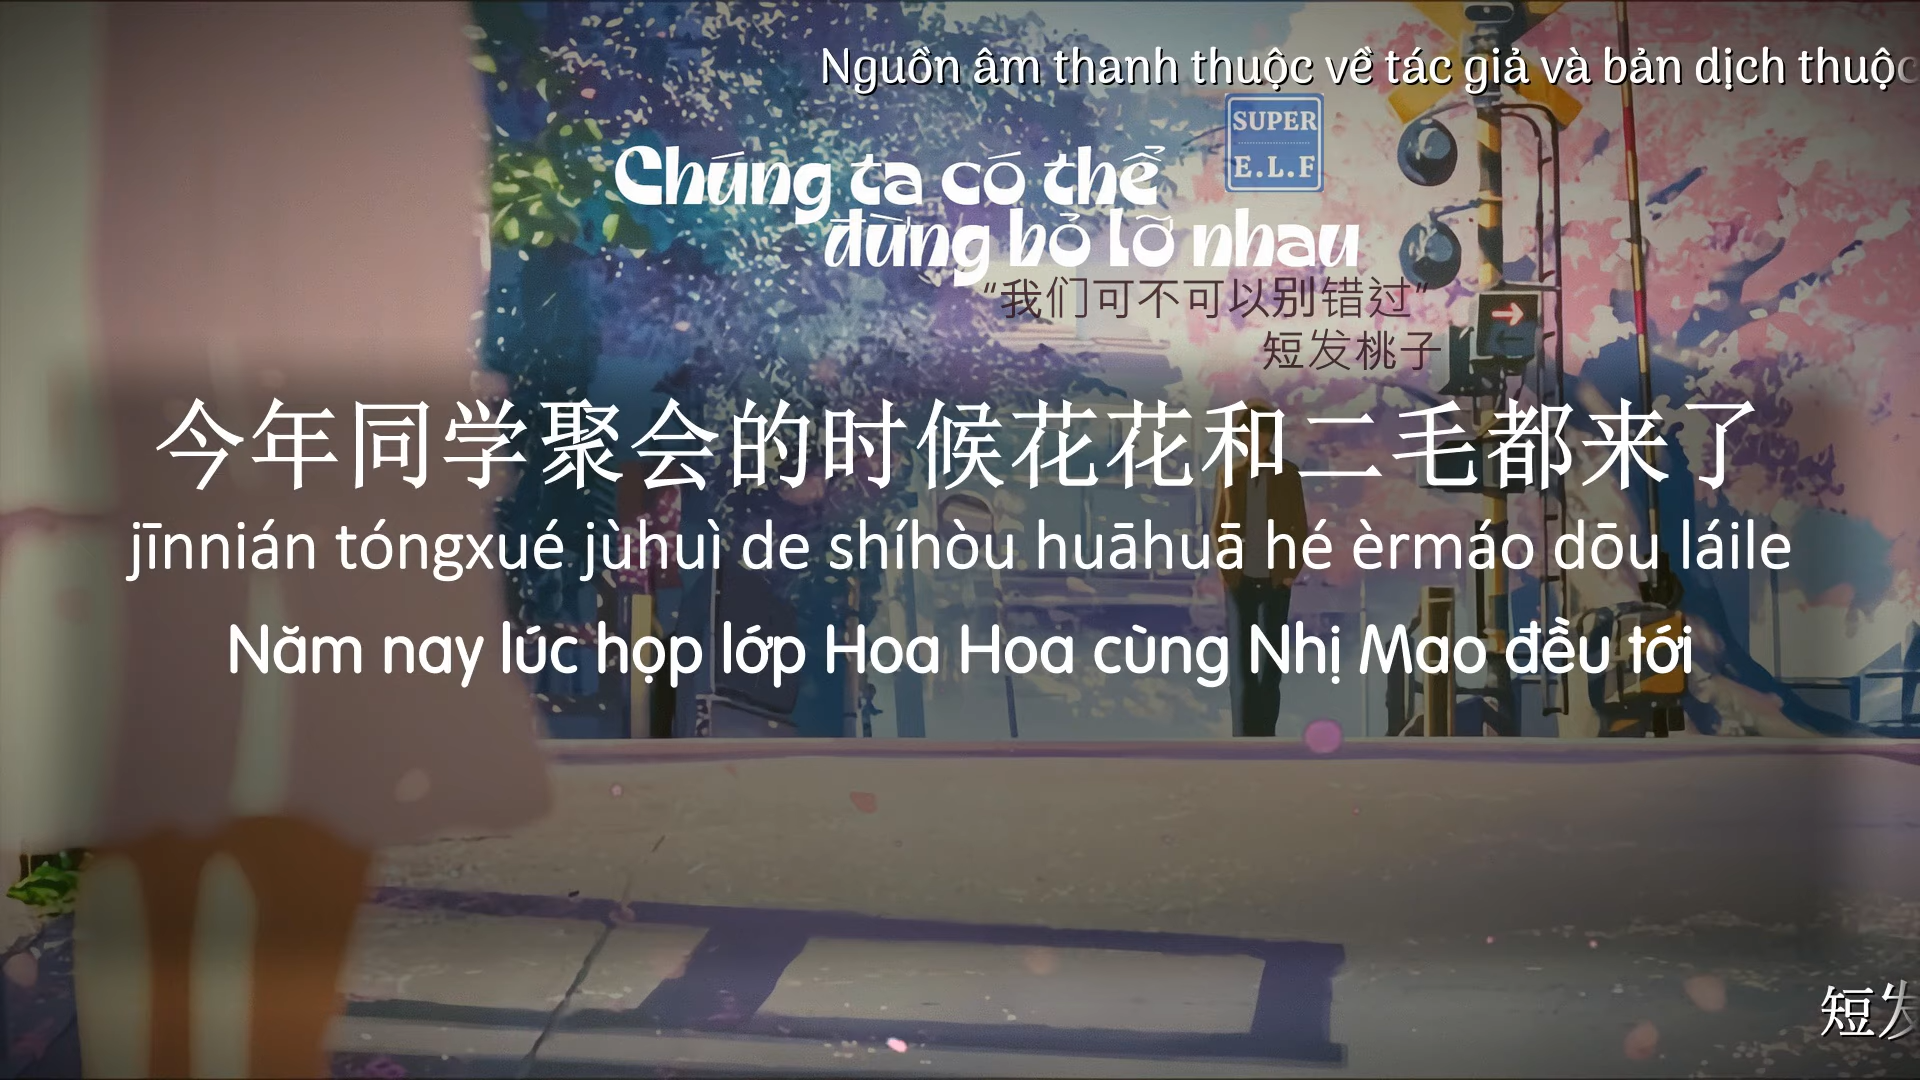 Nguồn âm thanh thuộc về tác giả và bản dịch thuộc
SUPER
E.L.F
Chúng ta có thể
đừng bỏ lỡ nhau
“我们可不可以别错过”
短发桃子
今年同学聚会的时候花花和二毛都来了
jīnnián tóngxué jùhuì de shíhòu huāhuā hé èrmáo dōu láile
Năm nay lúc họp lớp Hoa Hoa cùng Nhị Mao đều tới
短发